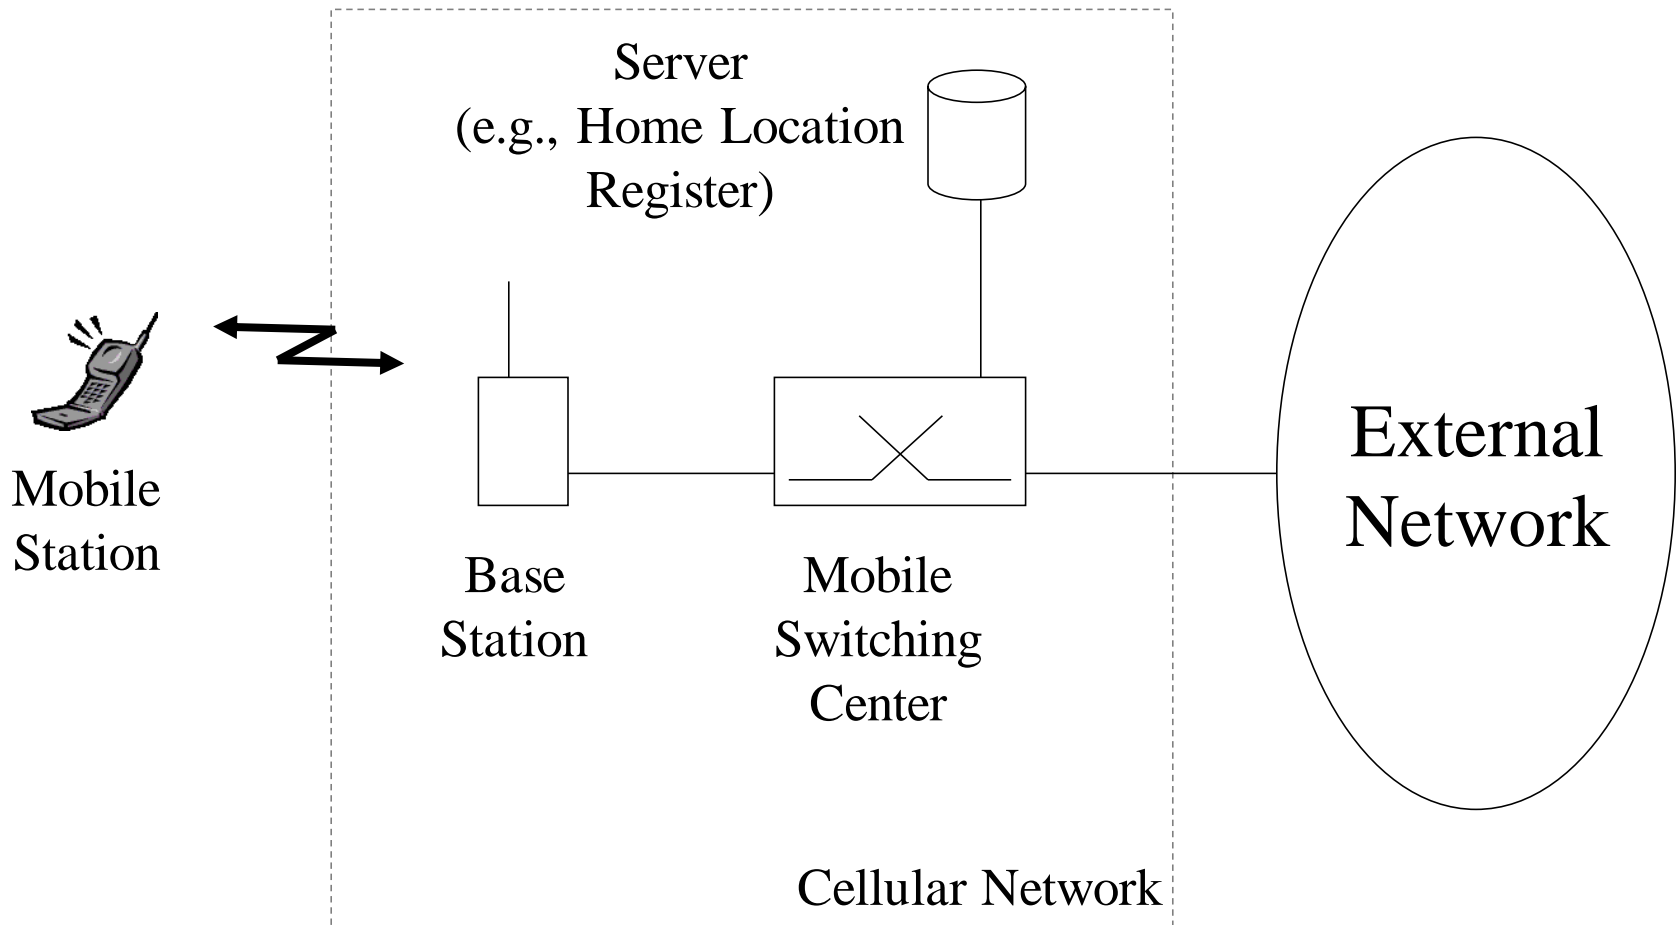 Server
(e.g., Home Location
Register)
Mobile
Station
Base
Station
Mobile
Switching
Center
External
Network
Cellular Network